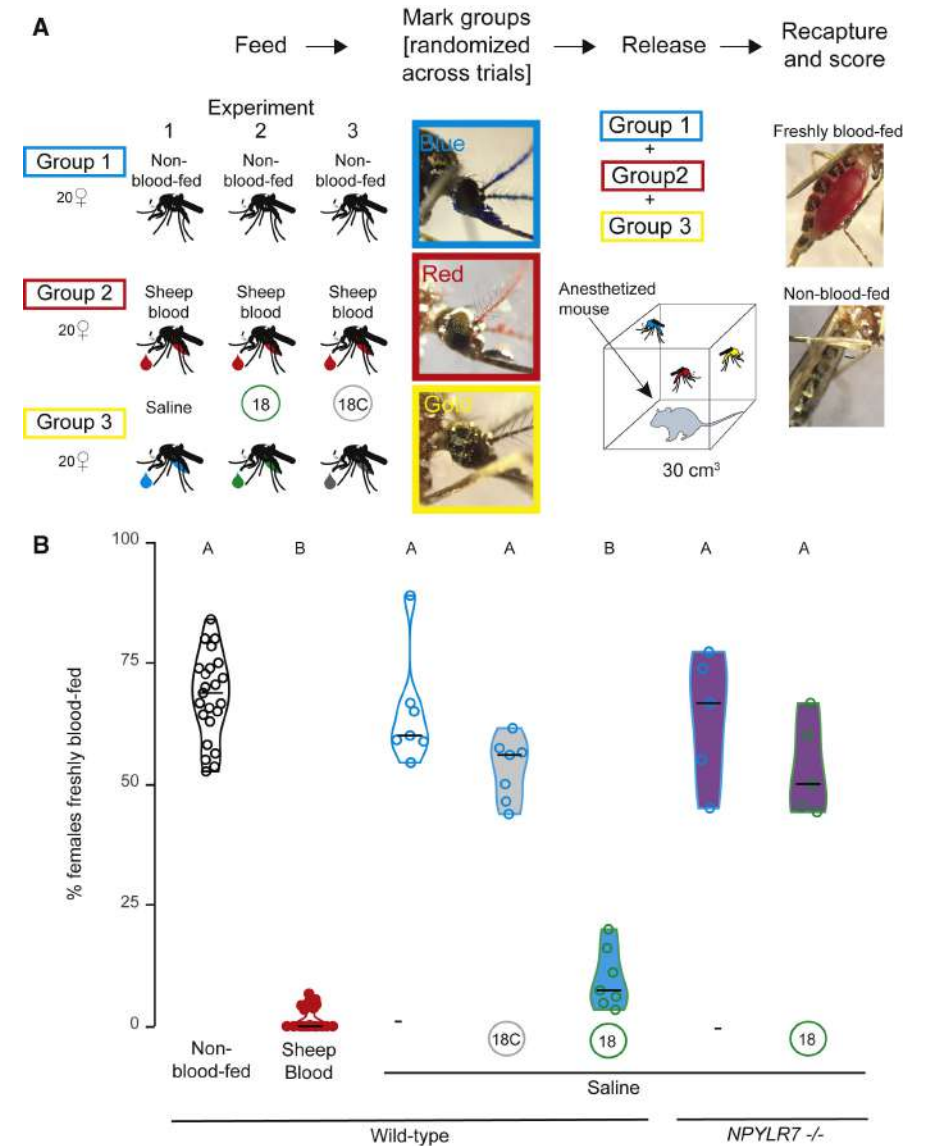 A
Feed
Mark groups
[randomized
across trials]
Release
Recapture
and score
Experiment
1 2 3
Group 1
20♀
Non-
blood-fed
Non-
blood-fed
Non-
blood-fed
Blue
Group 1
+
Group2
+
Group 3
Freshly blood-fed
Group 2
20♀
Sheep
blood
Sheep
blood
Sheep
blood
Red
Anesthetized
mouse
Non-blood-fed
Group 3
20♀
Saline
18
18C
Gold
30 cm³
B
% females freshly blood-fed
100
75
50
25
0
A B A A B A A
Non-
blood-fed
Sheep
Blood
-
18C
18
-
18
Saline
Wild-type
NPYLR7 -/-